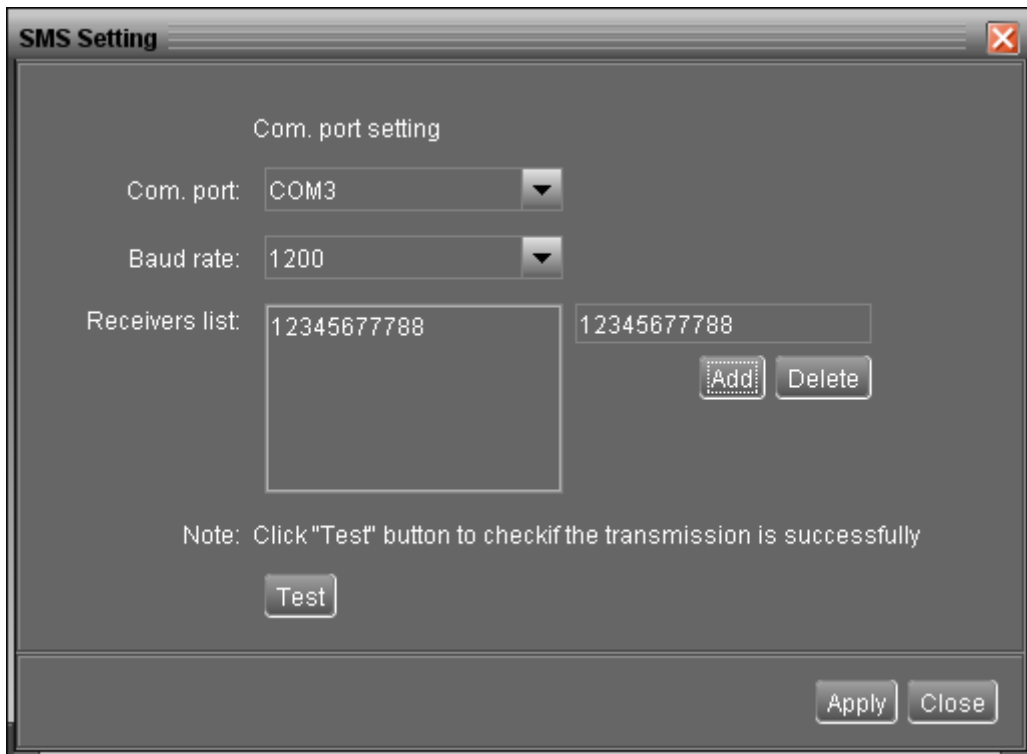 SMS Setting
Com. port setting
Com. port: COM3
Baud rate: 1200
Receivers list: 12345677788 12345677788
Add Delete
Note: Click "Test" button to checkif the transmission is successfully
Test
Apply Close